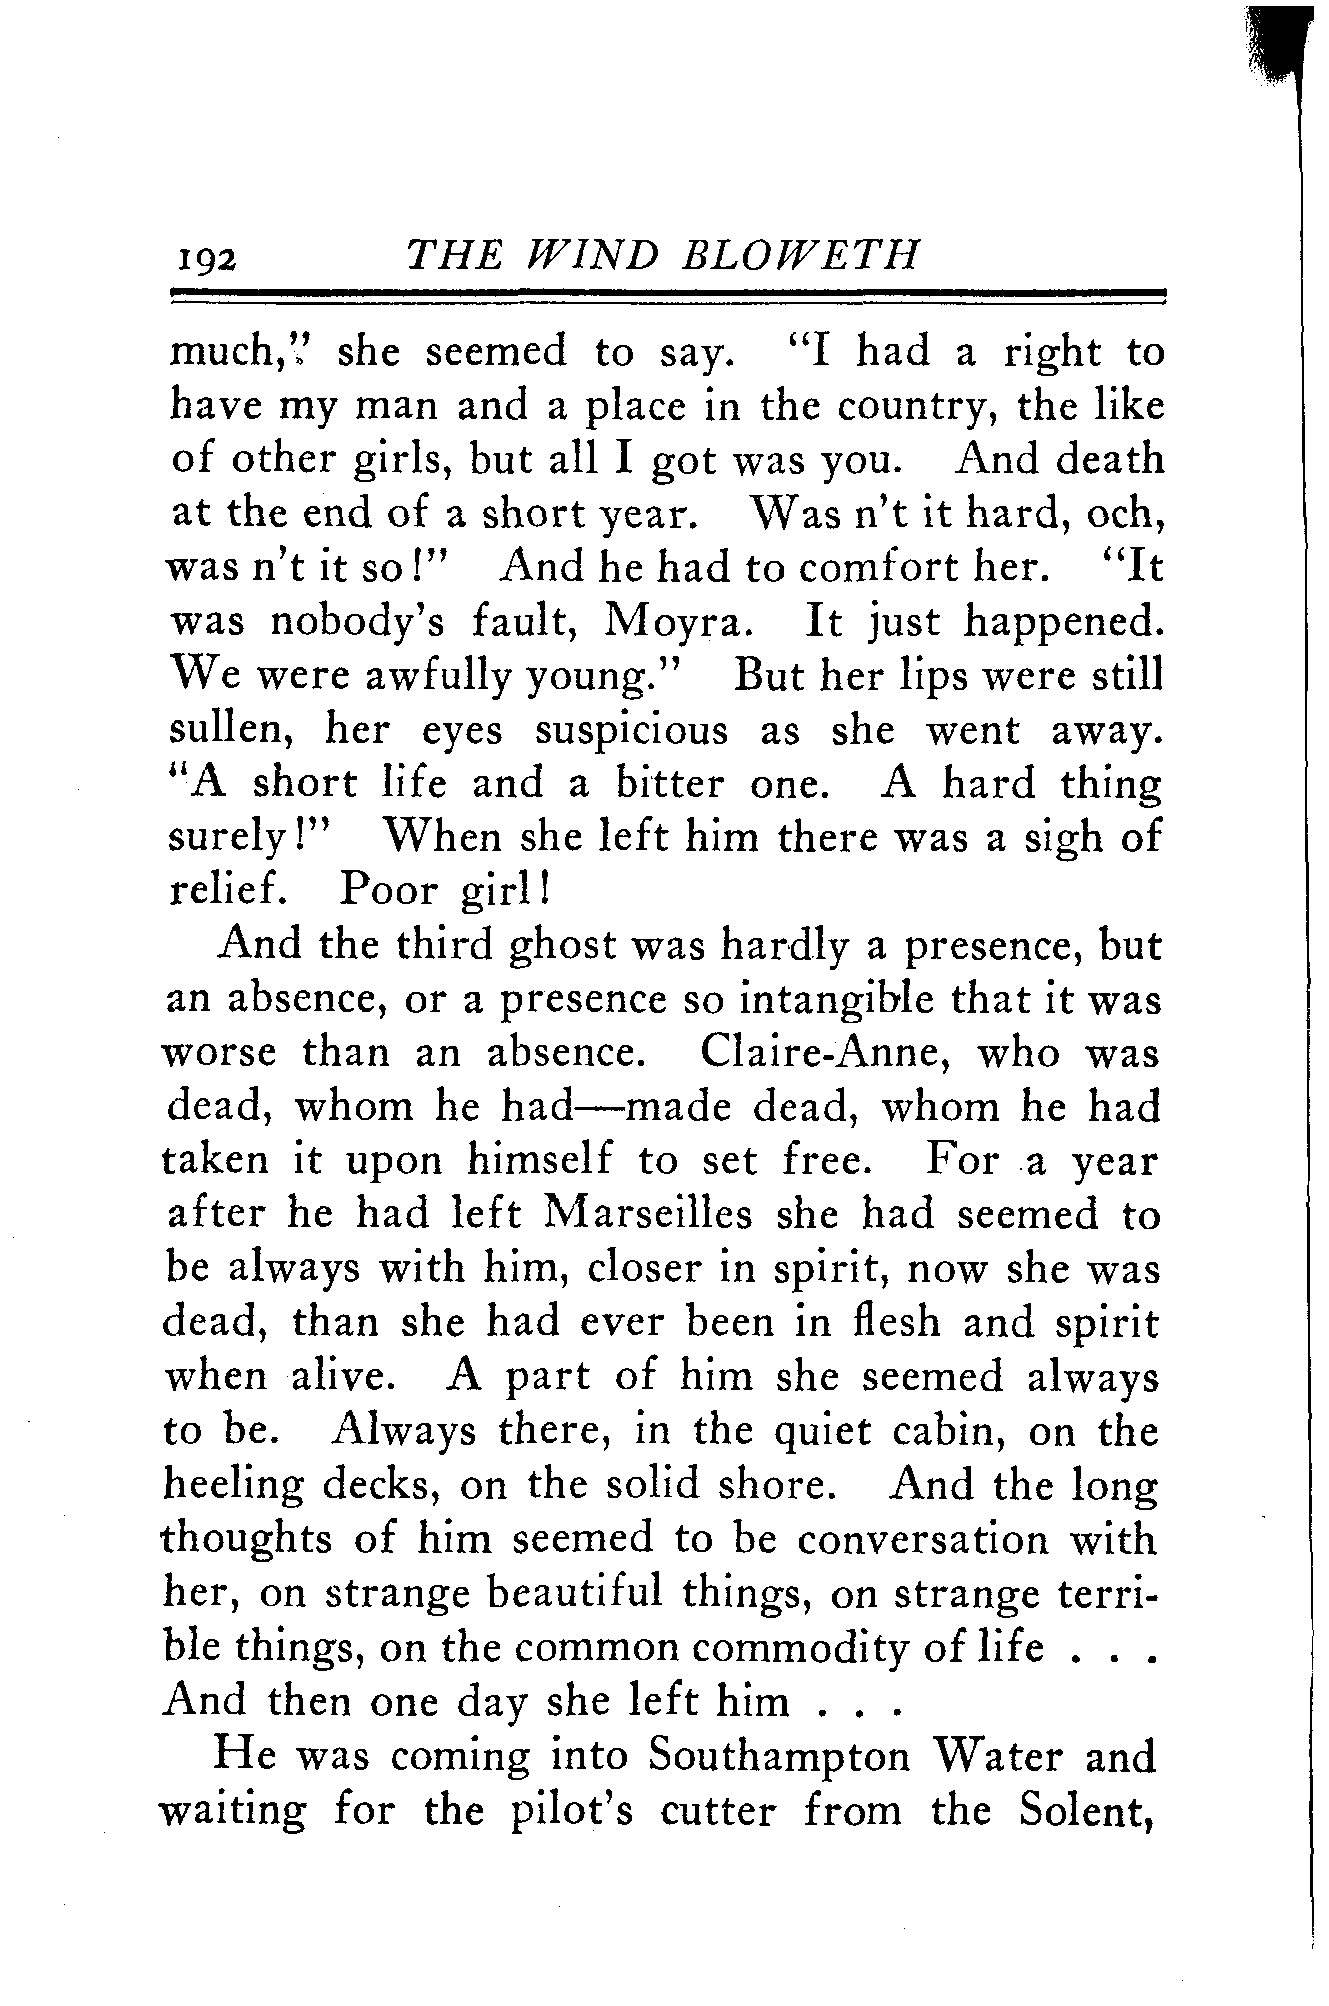 192 THE WIND BLOWETH
much," she seemed to say. "I had a right to
have my man and a place in the country, the like
of other girls, but all I got was you. And death
at the end of a short year. Was n't it hard, och,
was n't it so!" And he had to comfort her. "It
was nobody's fault, Moyra. It just happened.
We were awfully young." But her lips were still
sullen, her eyes suspicious as she went away.
"A short life and a bitter one. A hard thing
surely!" When she left him there was a sigh of
relief. Poor girl!
And the third ghost was hardly a presence, but
an absence, or a presence so intangible that it was
worse than an absence. Claire-Anne, who was
dead, whom he had—made dead, whom he had
taken it upon himself to set free. For a year
after he had left Marseilles she had seemed to
be always with him, closer in spirit, now she was
dead, than she had ever been in flesh and spirit
when alive. A part of him she seemed always
to be. Always there, in the quiet cabin, on the
heeling decks, on the solid shore. And the long
thoughts of him seemed to be conversation with
her, on strange beautiful things, on strange terri-
ble things, on the common commodity of life . . .
And then one day she left him . . .
He was coming into Southampton Water and
waiting for the pilot's cutter from the Solent,